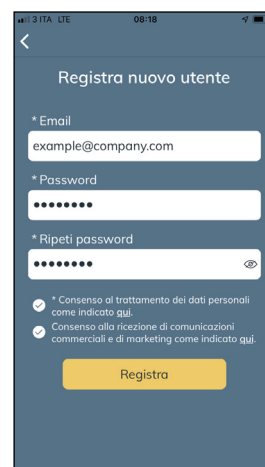 3 ITA LTE 08:18
Registra nuovo utente
* Email
example@company.com
* Password
●●●●●●●●
* Ripeti password
●●●●●●●●
* Consenso al trattamento dei dati personali
come indicato qui.
Consenso alla ricezione di comunicazioni
commerciali e di marketing come indicato qui.
Registra